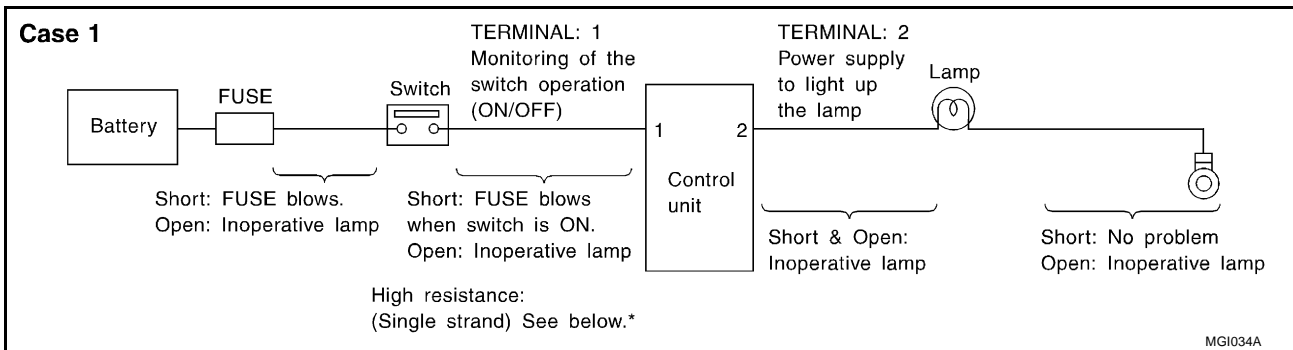 Case 1
TERMINAL: 1
Monitoring of the
switch operation
(ON/OFF)
TERMINAL: 2
Power supply
to light up
the lamp
Lamp
Battery
FUSE
Switch
1
2
Control
unit
Short: FUSE blows.
Open: Inoperative lamp
Short: FUSE blows
when switch is ON.
Open: Inoperative lamp
Short & Open:
Inoperative lamp
Short: No problem
Open: Inoperative lamp
High resistance:
(Single strand) See below.*
MGI034A